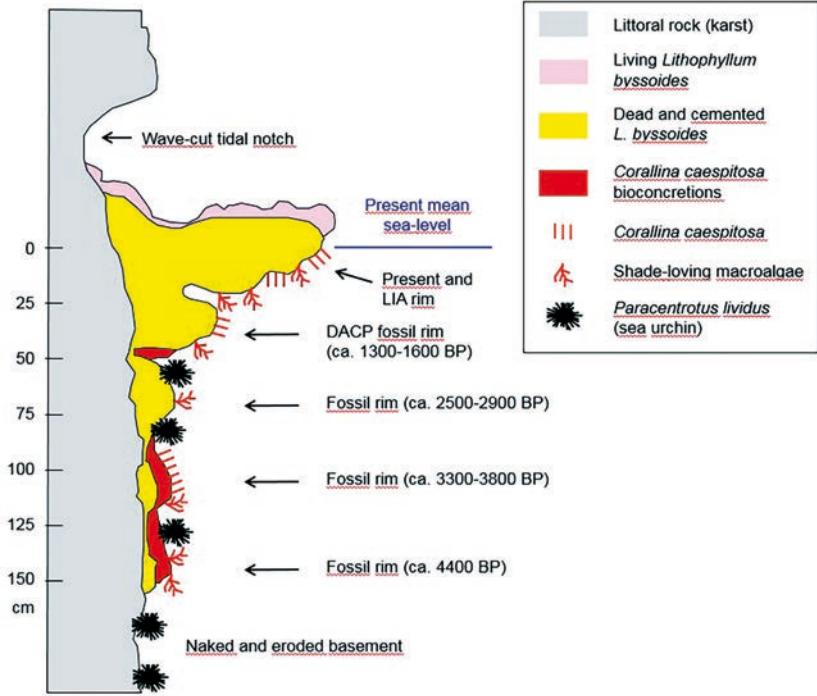 Wave-cut tidal notch
Present mean
sea-level
0
Present and
LIA rim
25
DACP fossil rim
(ca. 1300-1600 BP)
50
75
Fossil rim (ca. 2500-2900 BP)
100
Fossil rim (ca. 3300-3800 BP)
125
Fossil rim (ca. 4400 BP)
150
cm
Naked and eroded basement
Littoral rock (karst)
Living Lithophyllum
byssoides
Dead and cemented
L. byssoides
Corallina caespitosa
bioconcretions
Corallina caespitosa
Shade-loving macroalgae
Paracentrotus lividus
(sea urchin)